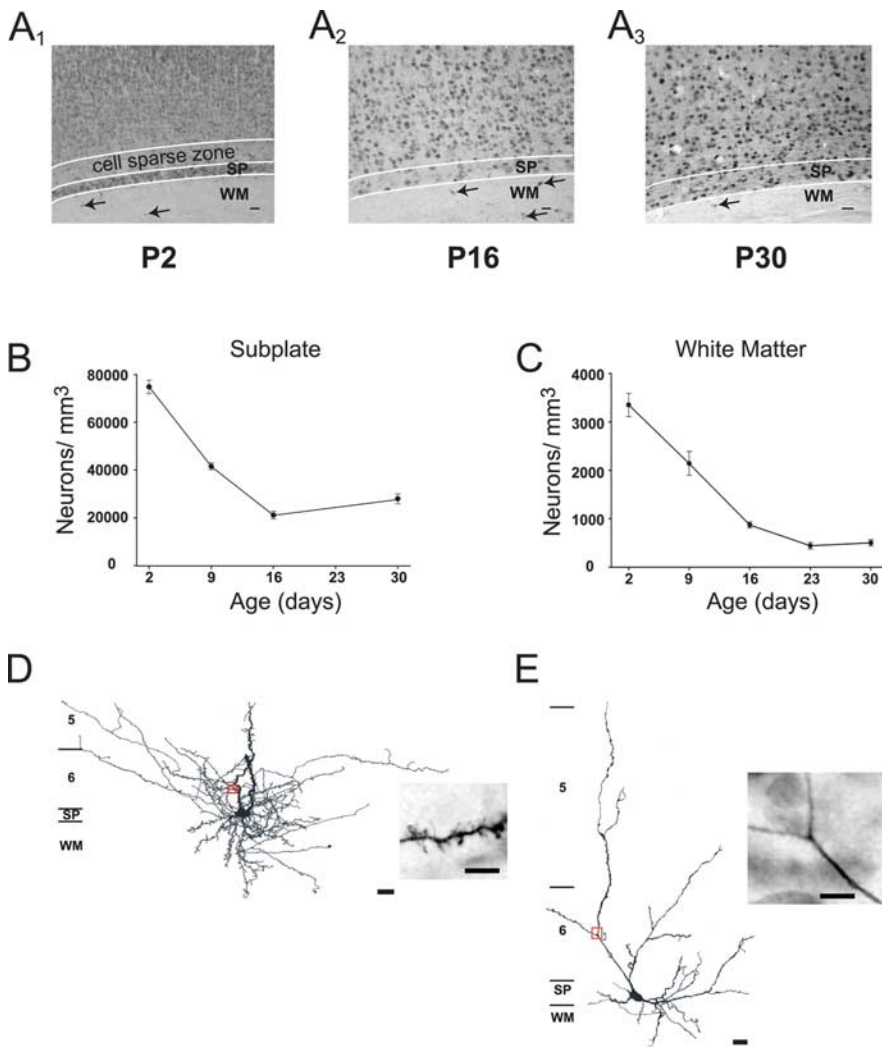 A1
A2
A3
cell sparse zone
SP
WM
SP
WM
SP
WM
P2
P16
P30
B
Subplate
Neurons/ mm3
80000
60000
40000
20000
0
2 9 16 23 30
Age (days)
C
White Matter
Neurons/ mm3
4000
3000
2000
1000
0
2 9 16 23 30
Age (days)
D
5
6
SP
WM
E
5
6
SP
WM